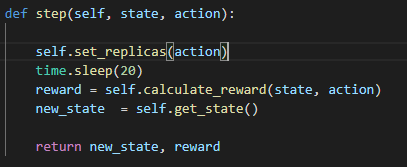 def step(self, state, action):
self.set_replicas(action)
time.sleep(20)
reward = self.calculate_reward(state, action)
new_state  = self.get_state()
return new_state, reward